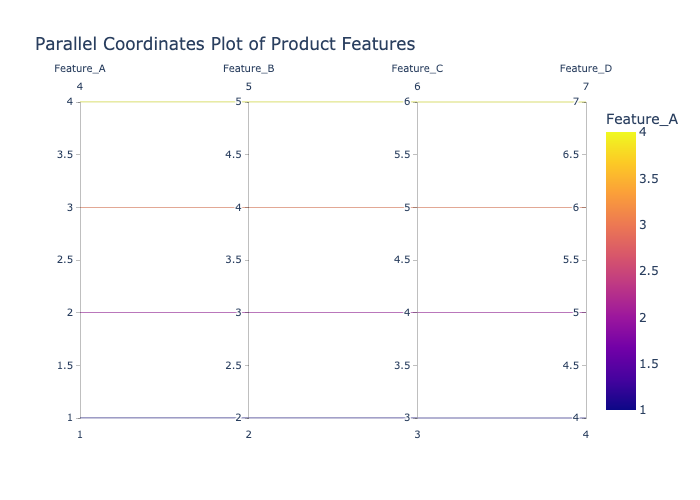 Parallel Coordinates Plot of Product Features
Feature_A Feature_B Feature_C Feature_D
4 5 6 7
Feature_A
4 5 6 7 4
3.5 4.5 5.5 6.5 3.5
3 4 5 6 3
2.5 3.5 4.5 5.5 2.5
2 3 4 5 2
1.5 2.5 3.5 4.5 1.5
1 2 3 4 1
1 2 3 4